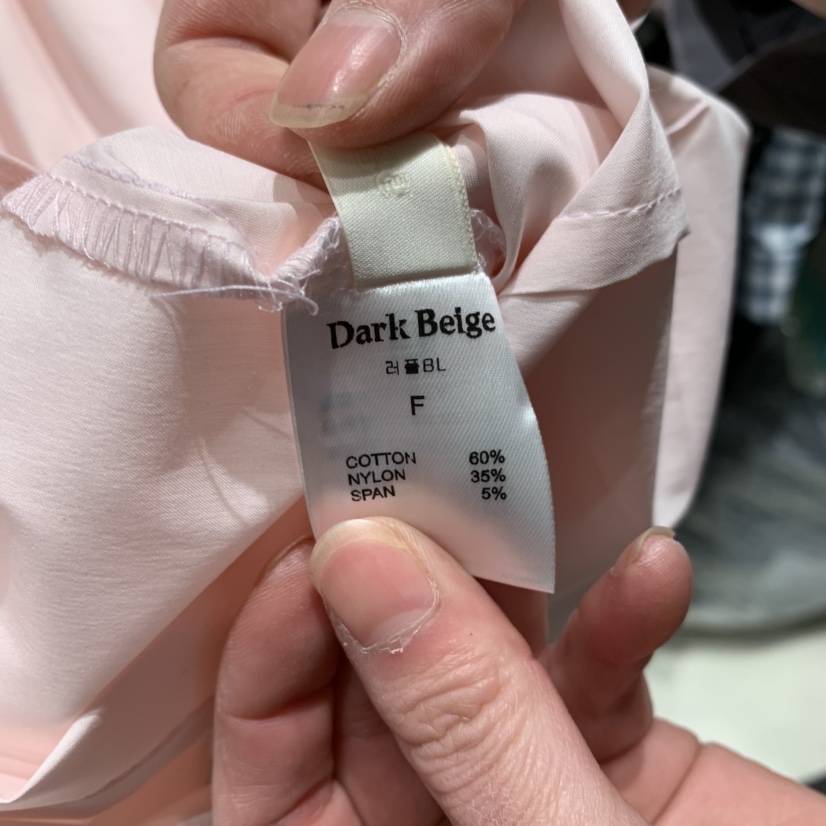 Dark Beige
러플BL
F
COTTON 60%
NYLON 35%
SPAN 5%